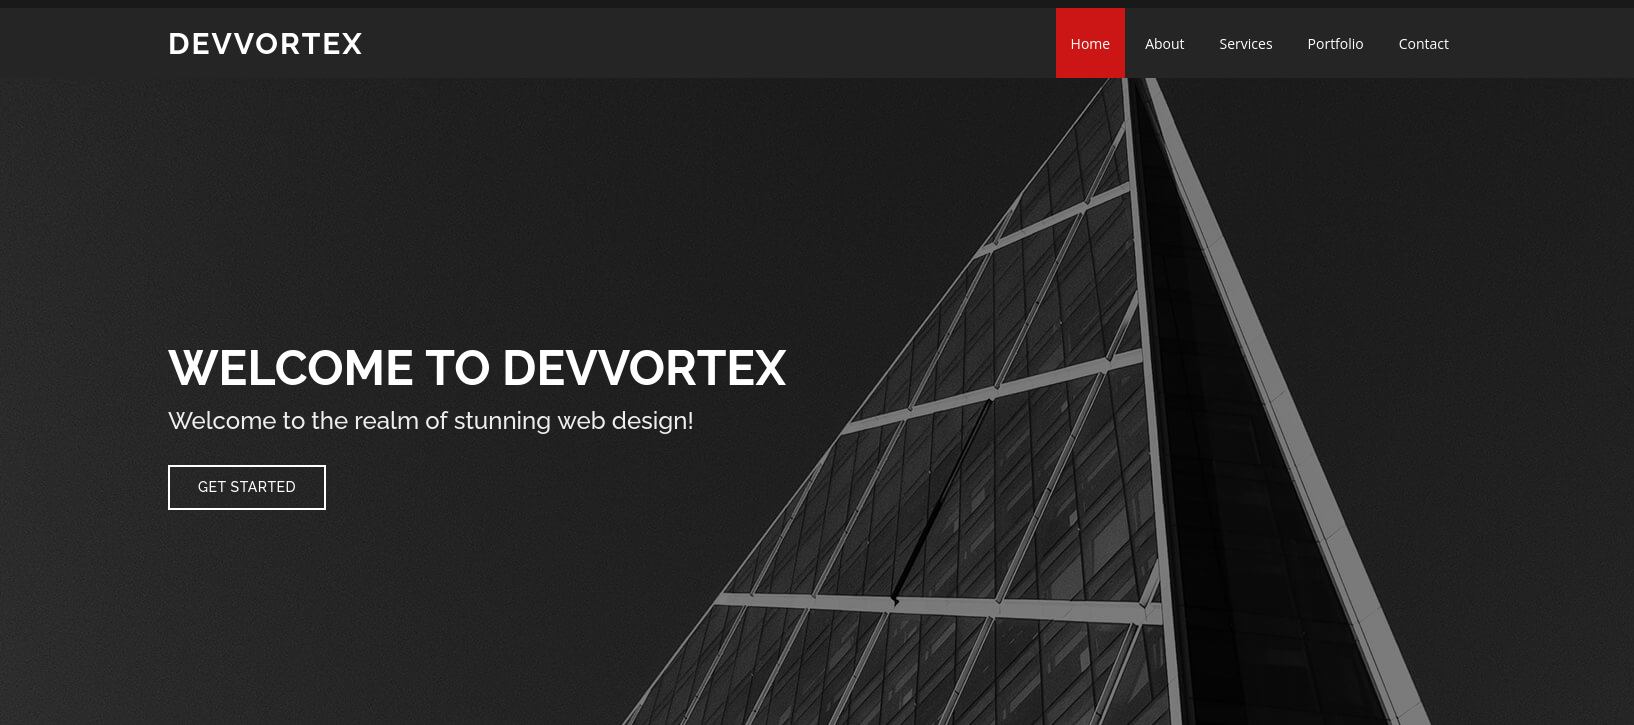 DEVVORTEX
Home About Services Portfolio Contact
WELCOME TO DEVVORTEX
Welcome to the realm of stunning web design!
GET STARTED